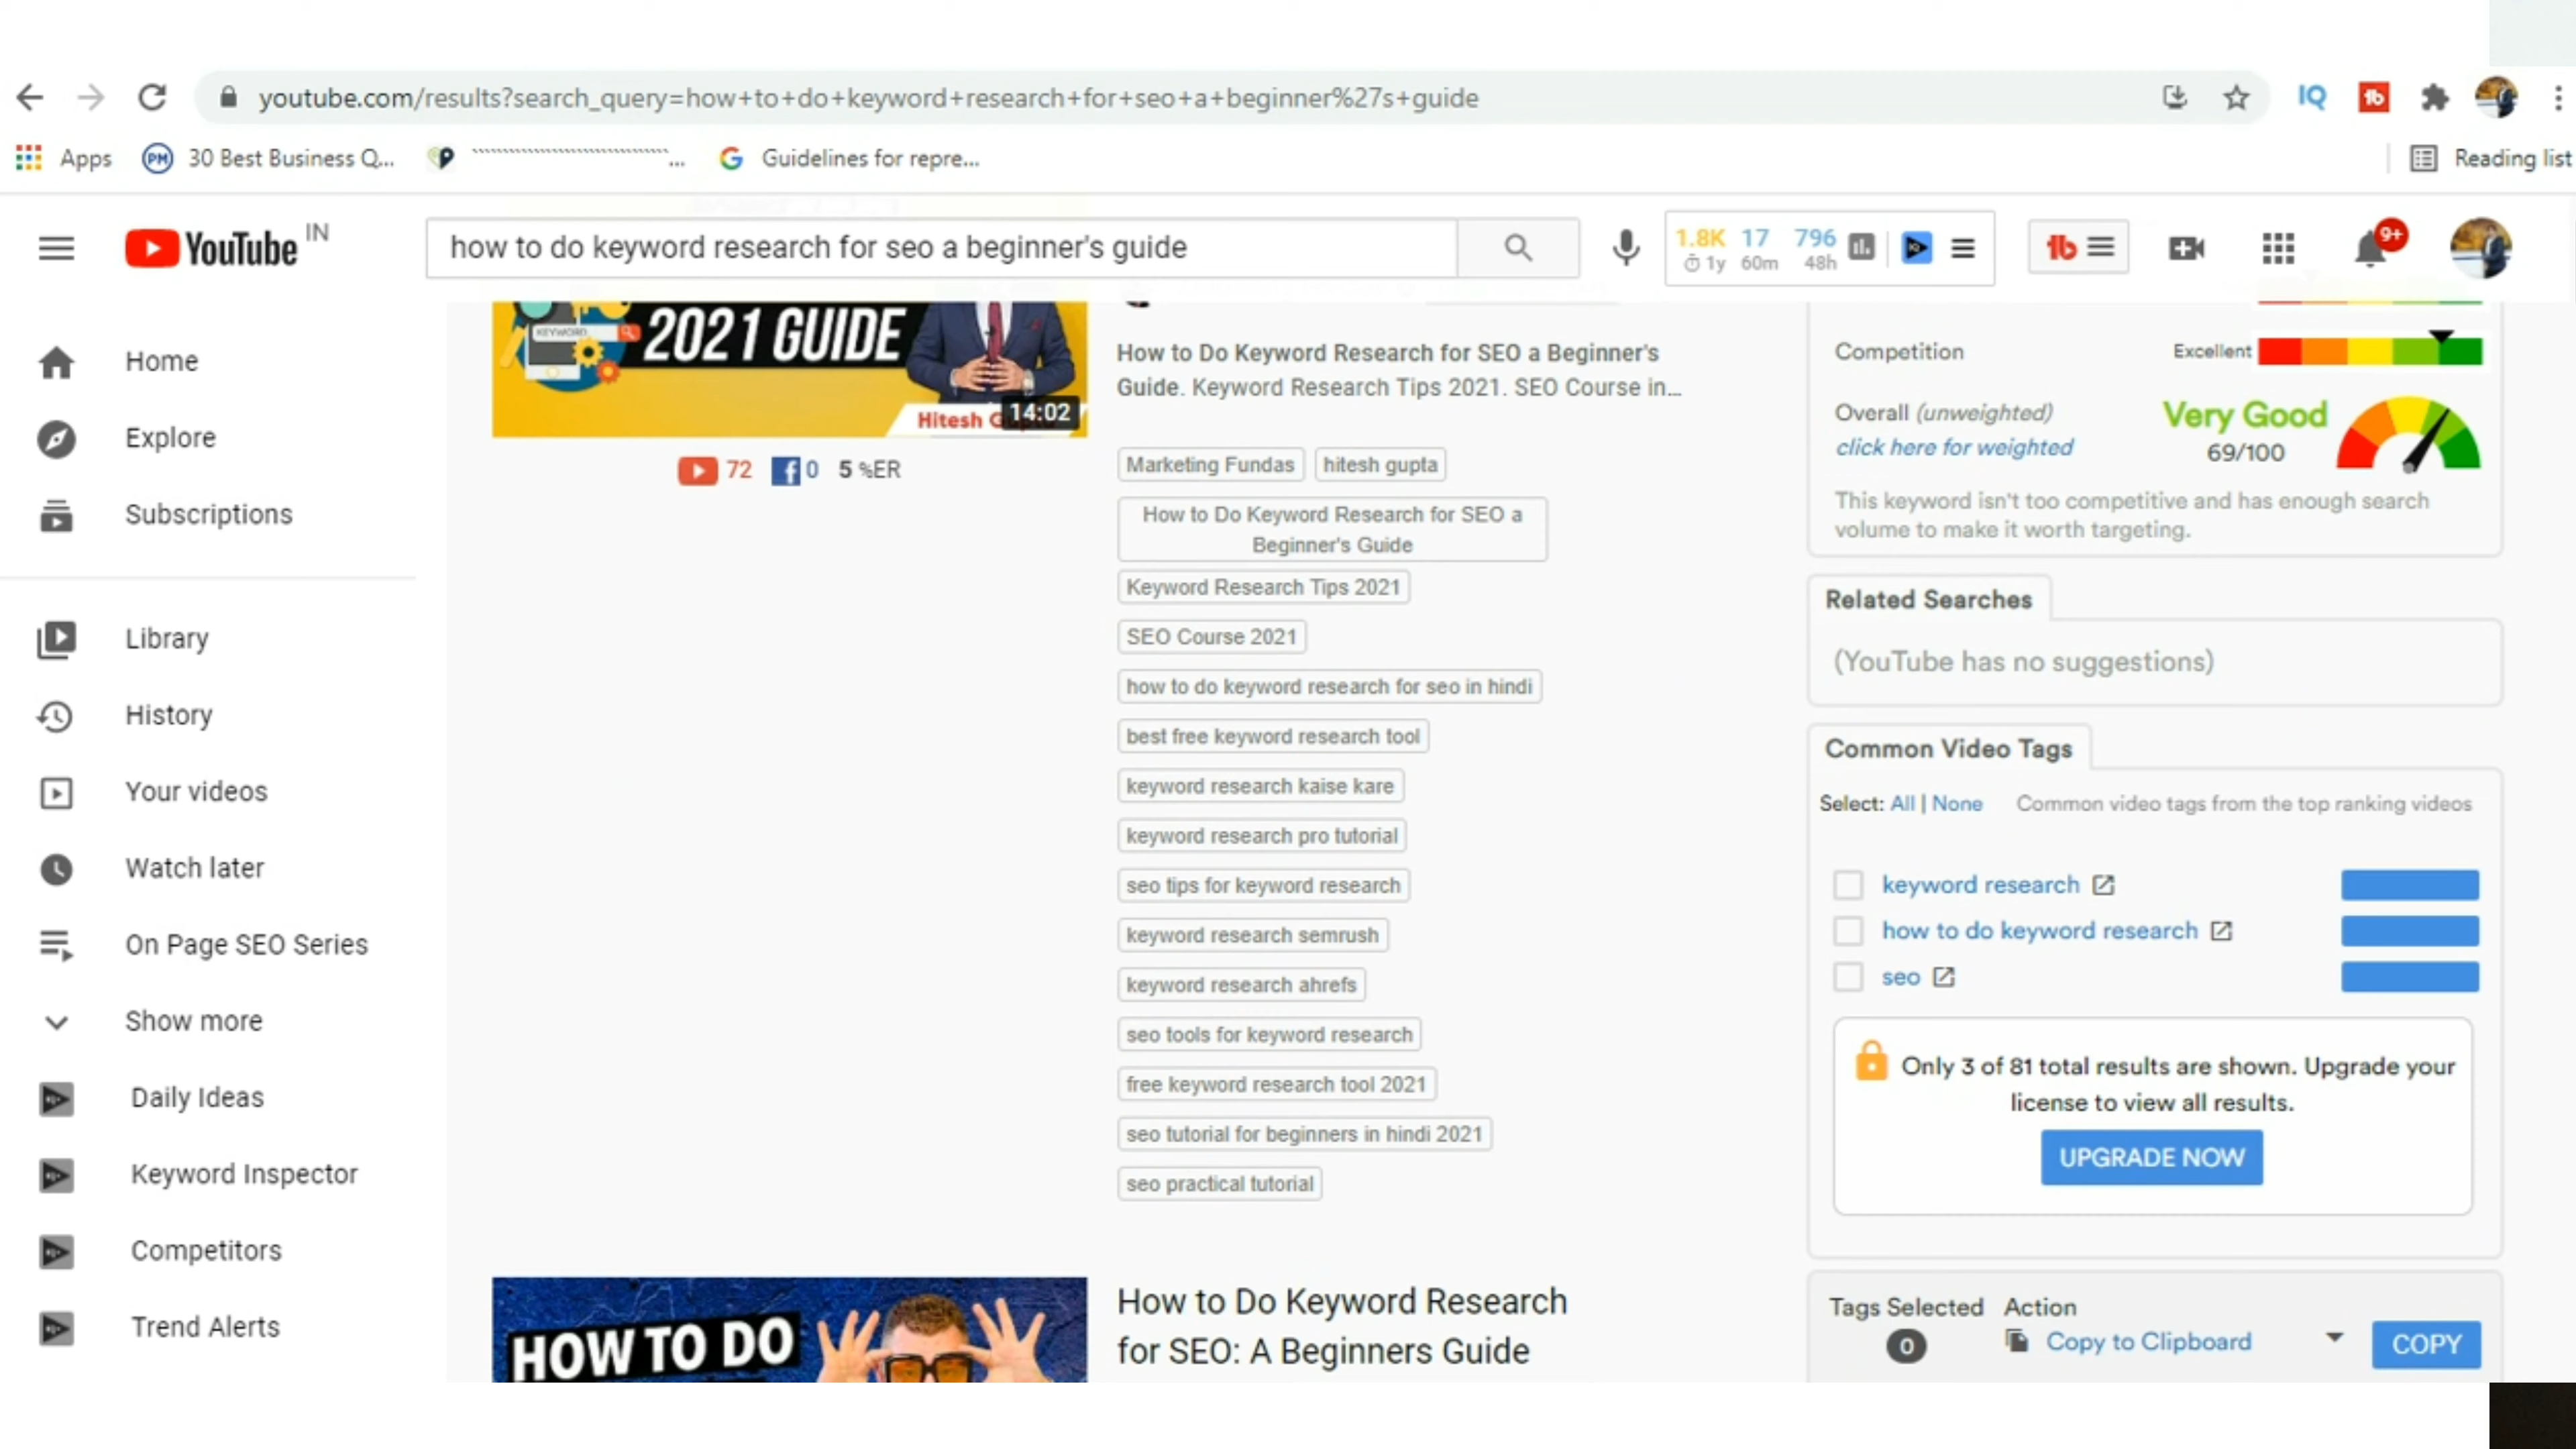 youtube.com/results?search_query=how+to+do+keyword+research+for+seo+a+beginner%27s+guide
IQ
tb
Apps
PM
30 Best Business Q...
Guidelines for repre...
Reading list
YouTube IN
how to do keyword research for seo a beginner's guide
1.8K 17 796
1y 60m 48h
tb
9+
Home
Explore
Subscriptions
Library
History
Your videos
Watch later
On Page SEO Series
Show more
Daily Ideas
Keyword Inspector
Competitors
Trend Alerts
KEYWORD
2021 GUIDE
Hitesh G
14:02
72 f 0 5 %ER
How to Do Keyword Research for SEO a Beginner's
Guide. Keyword Research Tips 2021. SEO Course in...
Marketing Fundas hitesh gupta
How to Do Keyword Research for SEO a
Beginner's Guide
Keyword Research Tips 2021
SEO Course 2021
how to do keyword research for seo in hindi
best free keyword research tool
keyword research kaise kare
keyword research pro tutorial
seo tips for keyword research
keyword research semrush
keyword research ahrefs
seo tools for keyword research
free keyword research tool 2021
seo tutorial for beginners in hindi 2021
seo practical tutorial
HOW TO DO
How to Do Keyword Research
for SEO: A Beginners Guide
Competition Excellent
Overall (unweighted) Very Good
click here for weighted 69/100
This keyword isn't too competitive and has enough search
volume to make it worth targeting.
Related Searches
(YouTube has no suggestions)
Common Video Tags
Select: All | None Common video tags from the top ranking videos
keyword research
how to do keyword research
seo
Only 3 of 81 total results are shown. Upgrade your
license to view all results.
UPGRADE NOW
Tags Selected Action
0 Copy to Clipboard COPY